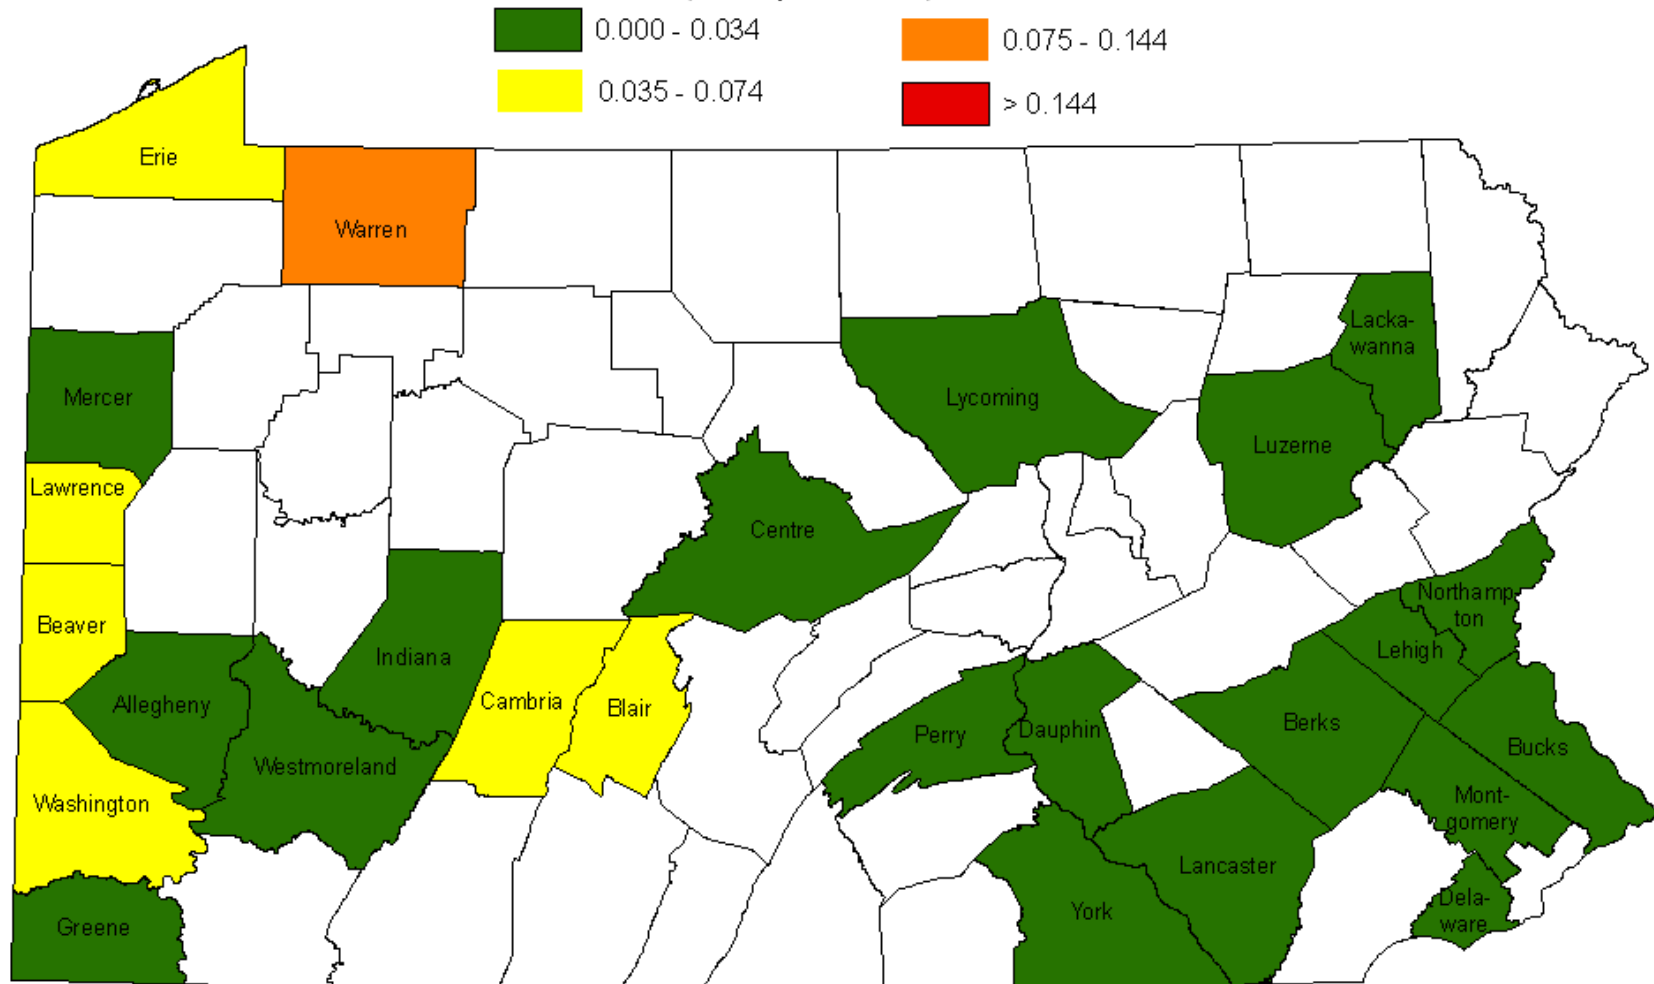 0.000 - 0.034
0.075 - 0.144
0.035 - 0.074
> 0.144
Erie
Warren
Lacka-
wanna
Mercer
Lycoming
Luzerne
Lawrence
Centre
Northamp-
ton
Beaver
Indiana
Lehigh
Allegheny
Cambria
Blair
Perry
Dauphin
Berks
Bucks
Westmoreland
Washington
Mont-
gomery
Lancaster
Greene
York
Dela-
ware